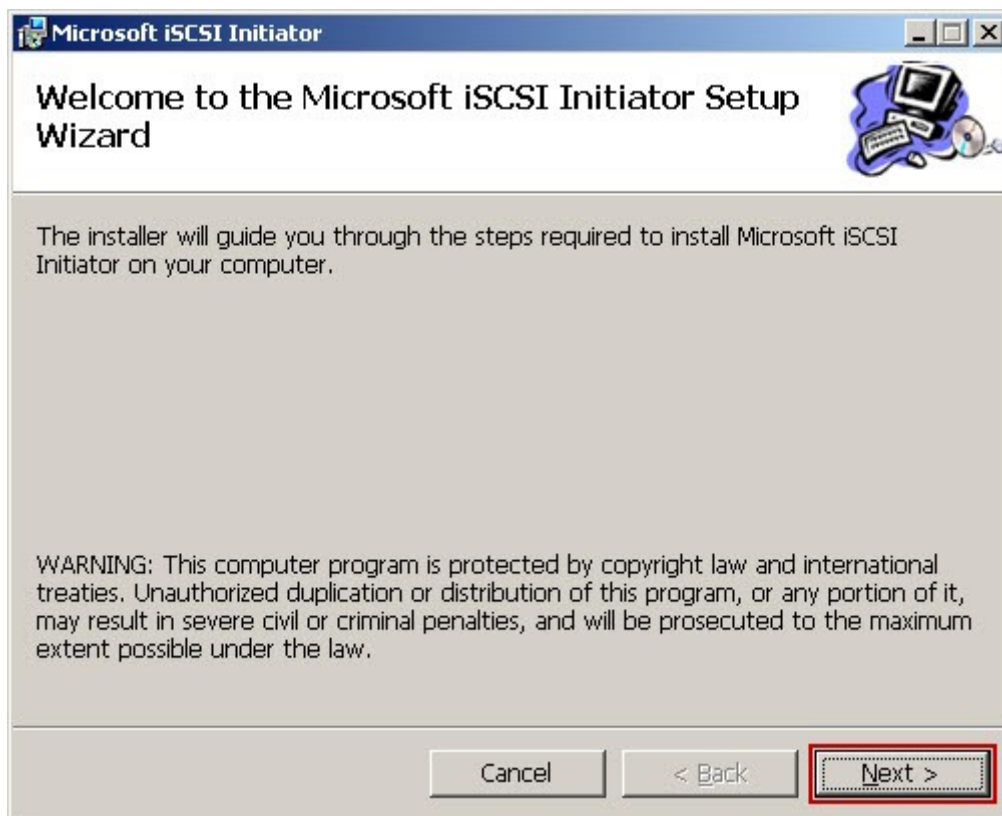 Microsoft iSCSI Initiator
Welcome to the Microsoft iSCSI Initiator Setup
Wizard
The installer will guide you through the steps required to install Microsoft iSCSI
Initiator on your computer.
WARNING: This computer program is protected by copyright law and international
treaties. Unauthorized duplication or distribution of this program, or any portion of it,
may result in severe civil or criminal penalties, and will be prosecuted to the maximum
extent possible under the law.
Cancel
< Back
Next >